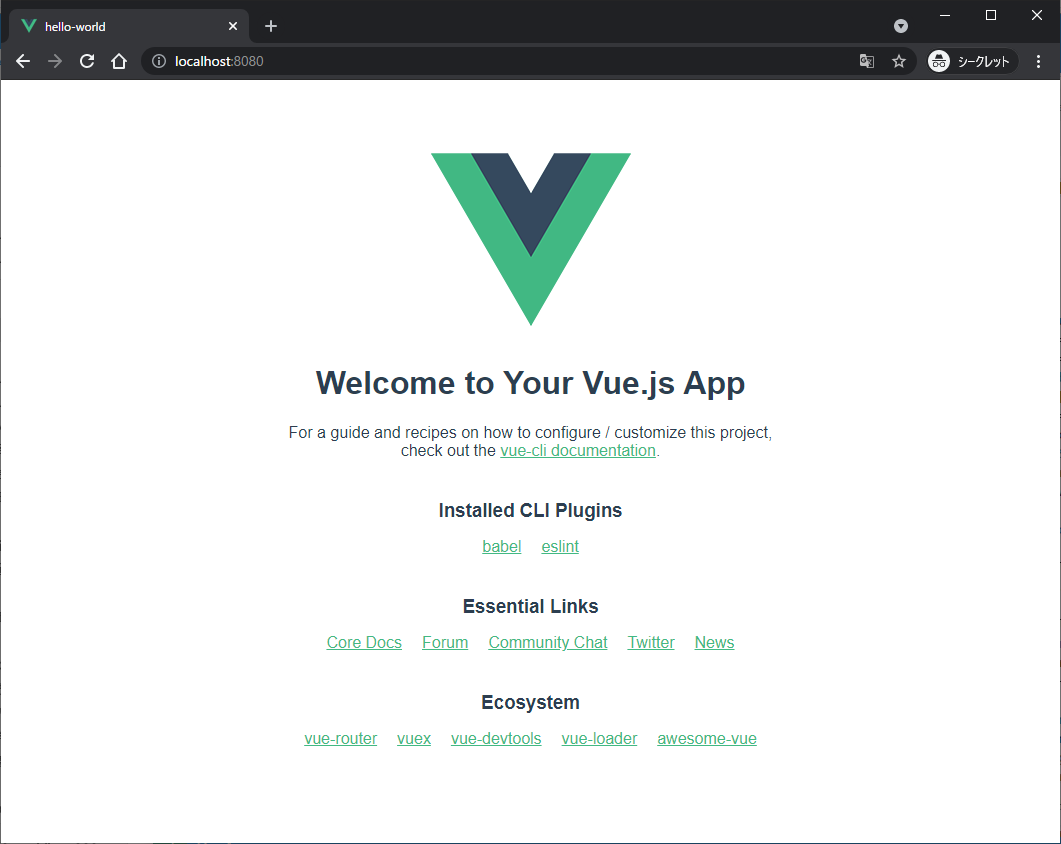 hello-world
localhost:8080
シークレット
Welcome to Your Vue.js App
For a guide and recipes on how to configure / customize this project,
check out the vue-cli documentation.
Installed CLI Plugins
babel eslint
Essential Links
Core Docs Forum Community Chat Twitter News
Ecosystem
vue-router vuex vue-devtools vue-loader awesome-vue